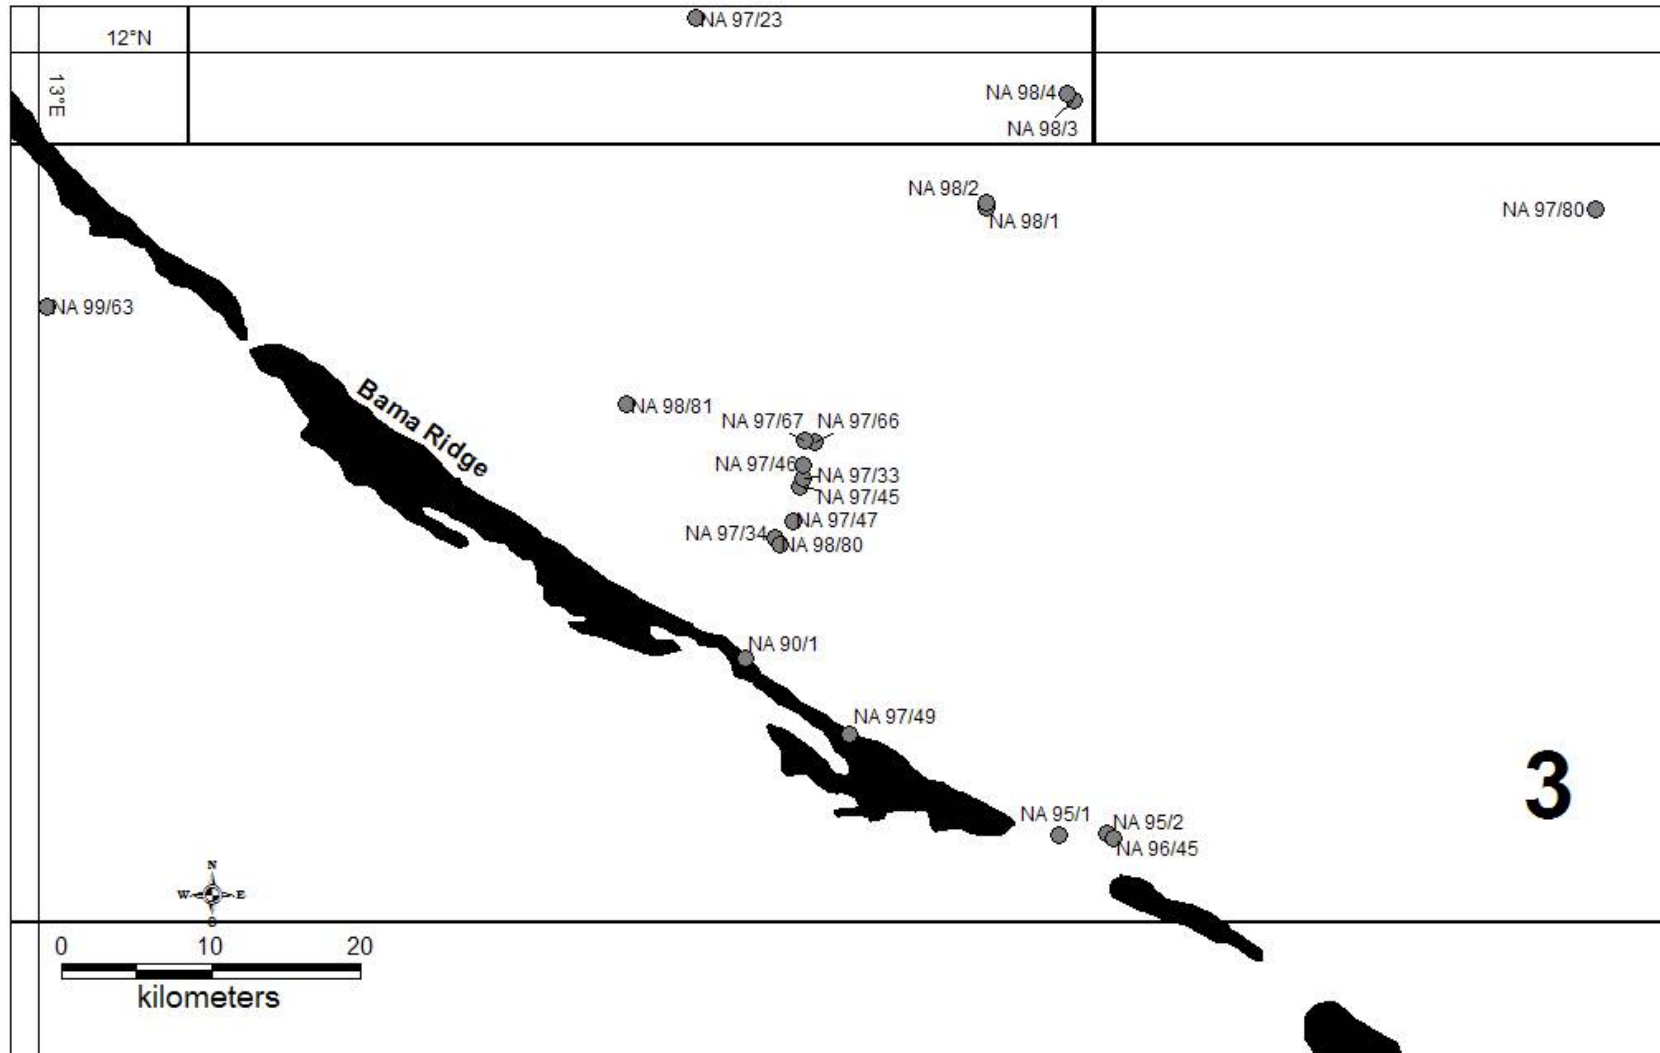 NA 97/23
12°N
13°E
NA 98/4
NA 98/3
NA 98/2
NA 98/1
NA 97/80
NA 99/63
Bama Ridge
NA 98/81
NA 97/67
NA 97/66
NA 97/46
NA 97/33
NA 97/45
NA 97/47
NA 97/34
NA 98/80
NA 90/1
NA 97/49
3
NA 95/1
NA 95/2
NA 96/45
N
W
E
S
0 10 20
kilometers